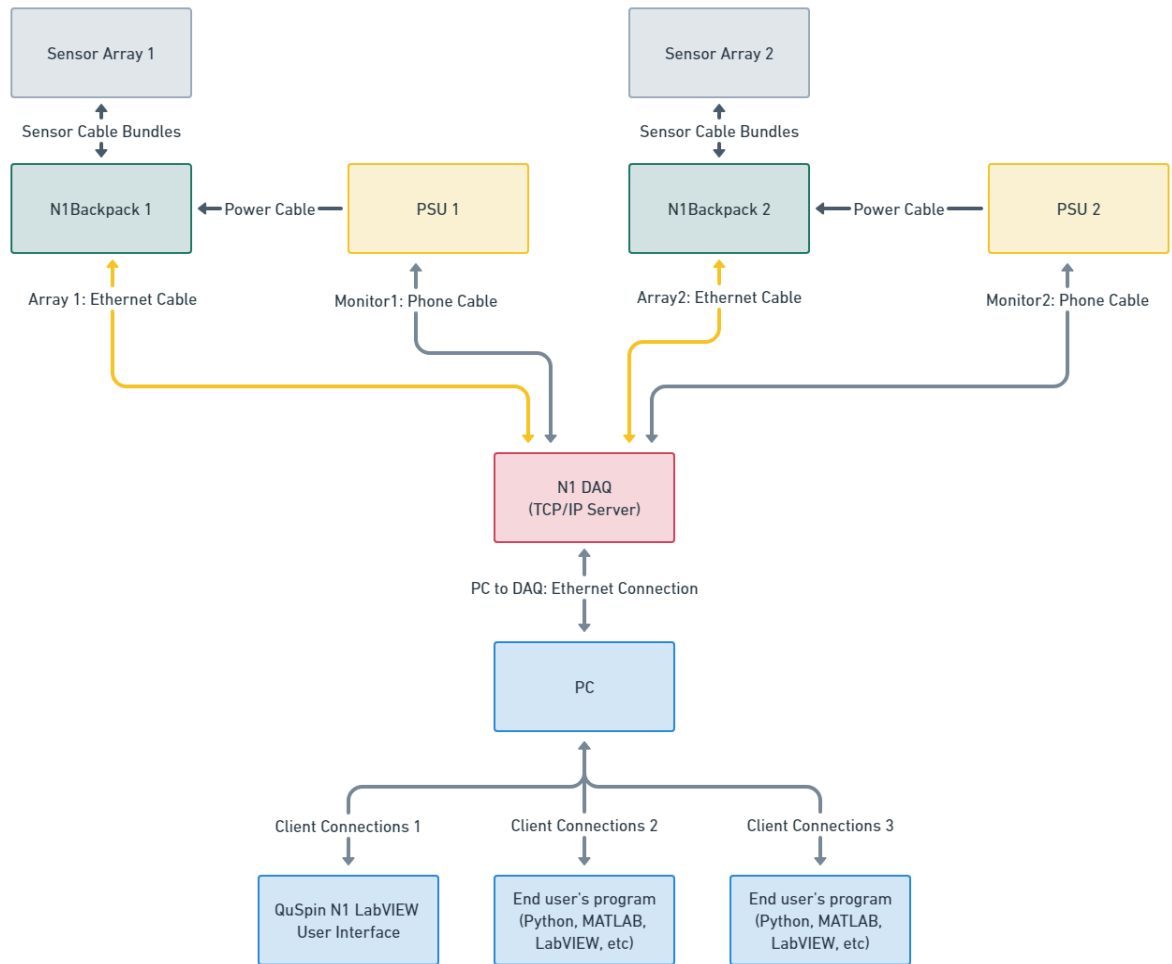 Sensor Array 1
Sensor Array 2
Sensor Cable Bundles
Sensor Cable Bundles
N1Backpack 1
Power Cable
PSU 1
N1Backpack 2
Power Cable
PSU 2
Array 1: Ethernet Cable
Monitor1: Phone Cable
Array2: Ethernet Cable
Monitor2: Phone Cable
N1 DAQ
(TCP/IP Server)
PC to DAQ: Ethernet Connection
PC
Client Connections 1
Client Connections 2
Client Connections 3
QuSpin N1 LabVIEW
User Interface
End user's program
(Python, MATLAB,
LabVIEW, etc)
End user's program
(Python, MATLAB,
LabVIEW, etc)